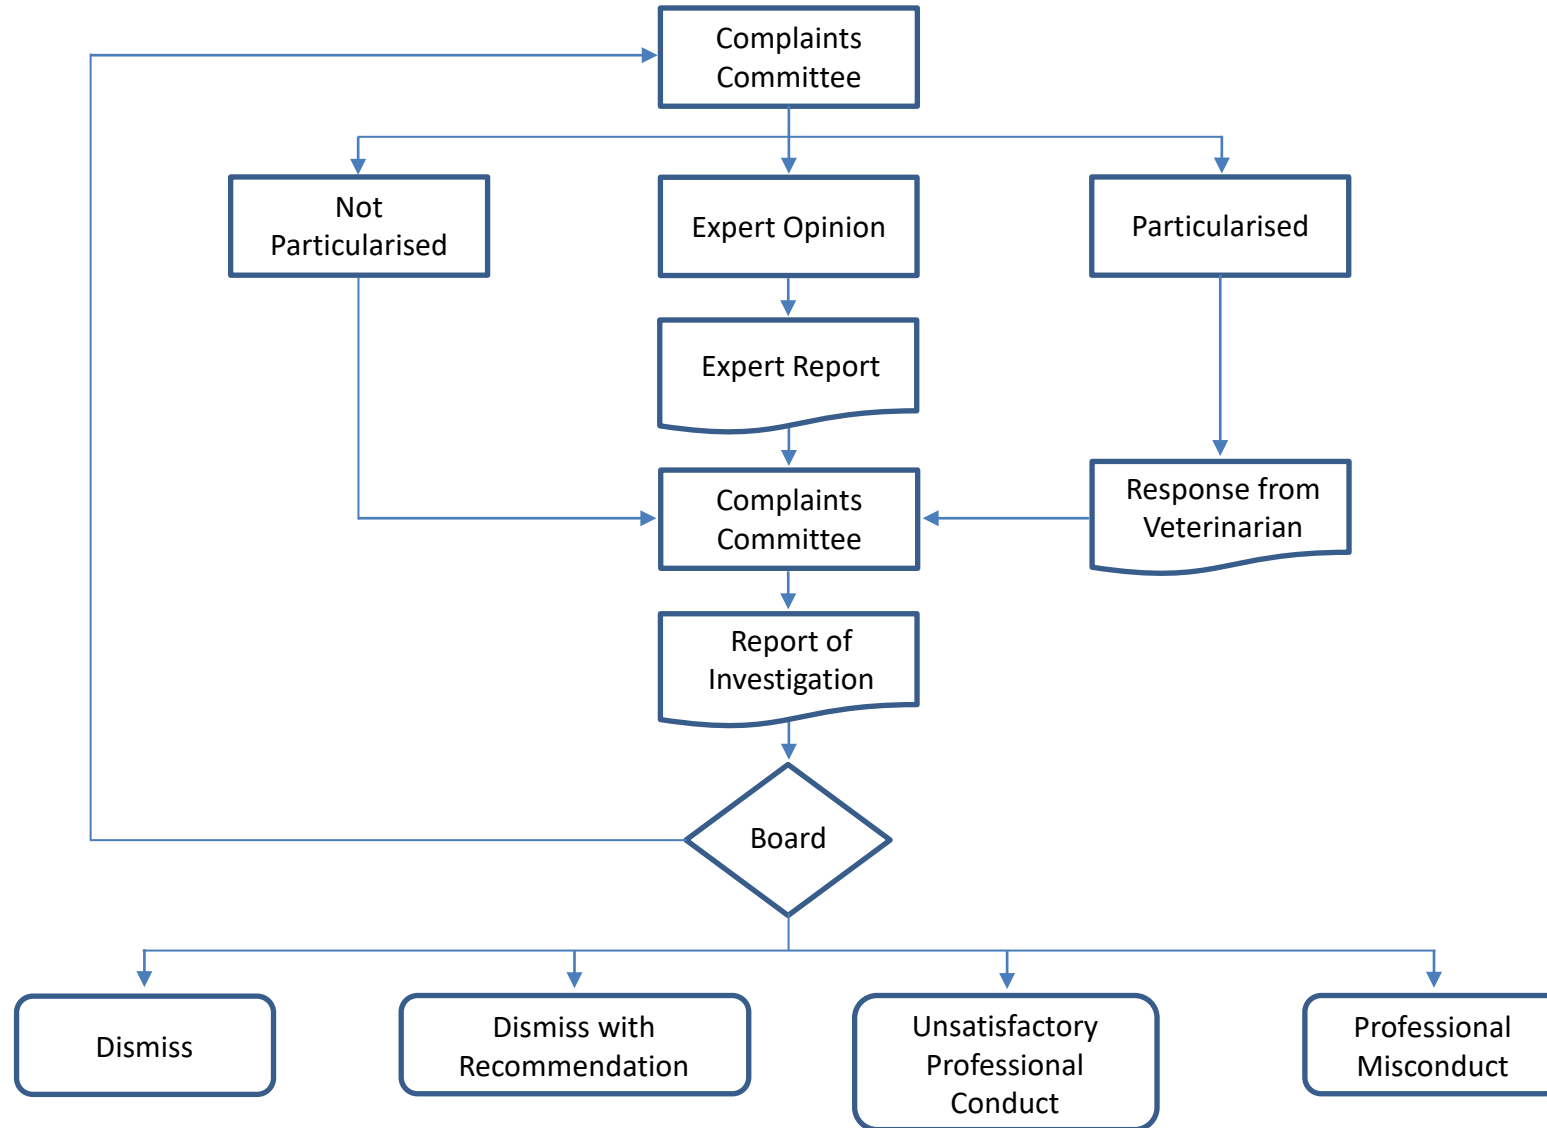 Complaints
Committee
Not
Particularised
Expert Opinion
Particularised
Expert Report
Complaints
Committee
Response from
Veterinarian
Report of
Investigation
Board
Dismiss
Dismiss with
Recommendation
Unsatisfactory
Professional
Conduct
Professional
Misconduct